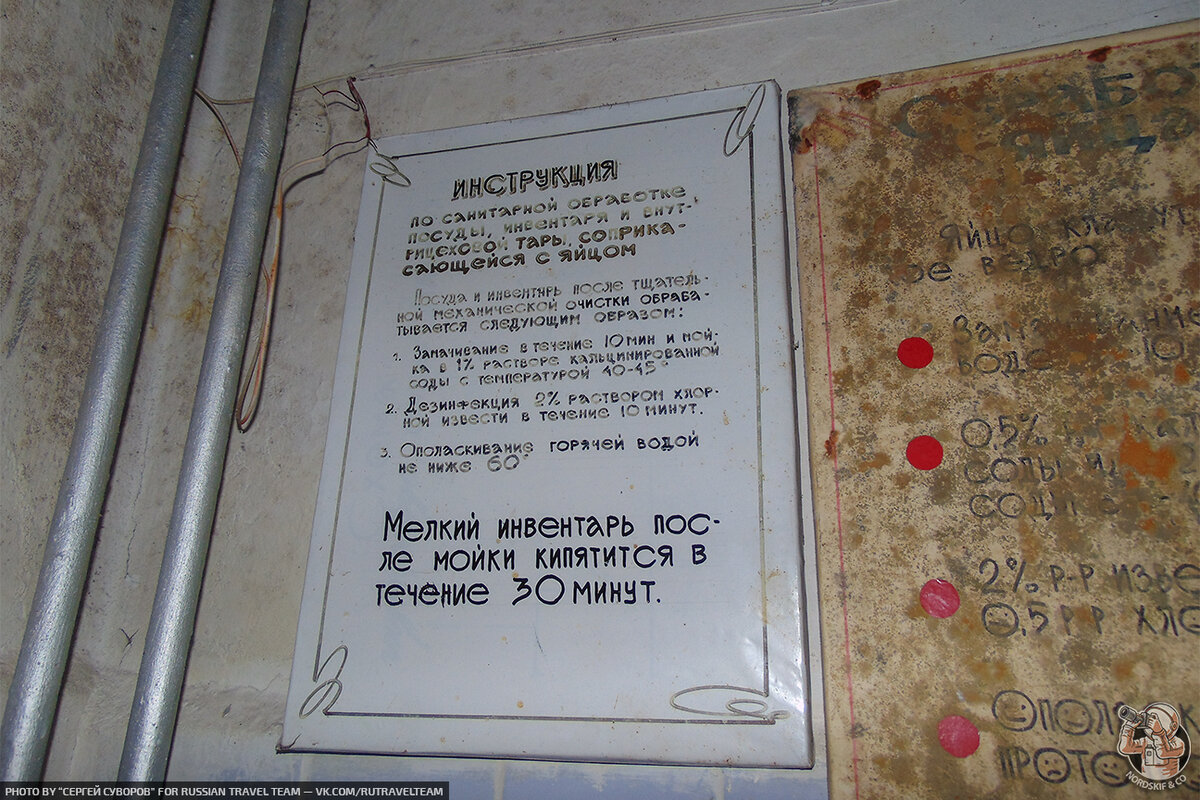 ИНСТРУКЦИЯ
ПО САНИТАРНОЙ ОБРАБОТКЕ
ПОСУДЫ, ИНВЕНТАРЯ И ВНУТ-
РИЦЕХОВОЙ ТАРЫ, СОПРИКА-
САЮЩЕЙСЯ С ЯЙЦОМ
Посуда и инвентарь после тщатель-
ной механической очистки обраба-
тывается следующим образом:
1. Замачивание в течение 10 мин и мой-
ка в 1% растворе кальцинированной
соды с температурой 40-45°
2. Дезинфекция 2% раствором хлор-
ной извести в течение 10 минут.
3. Ополаскивание горячей водой
не ниже 60°
Мелкий инвентарь пос-
ле мойки кипятится в
течение 30 минут.
ЯЙЦ
Яйцо
ведро
10
0,5%
соды
2% р-р изве
0,5 р-р хло
Ополаск
прото
PHOTO BY "СЕРГЕЙ СУВОРОВ" FOR RUSSIAN TRAVEL TEAM — VK.COM/RUTRAVELTEAM
NORDSKIF & CO